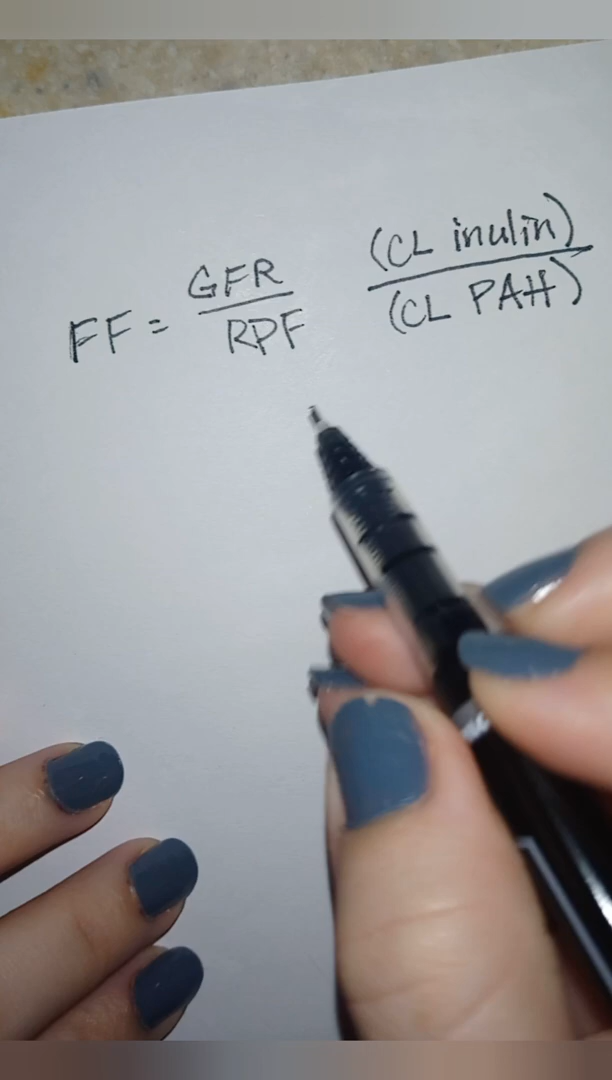 FF = GFR / RPF (CL inulin) / (CL PAH)